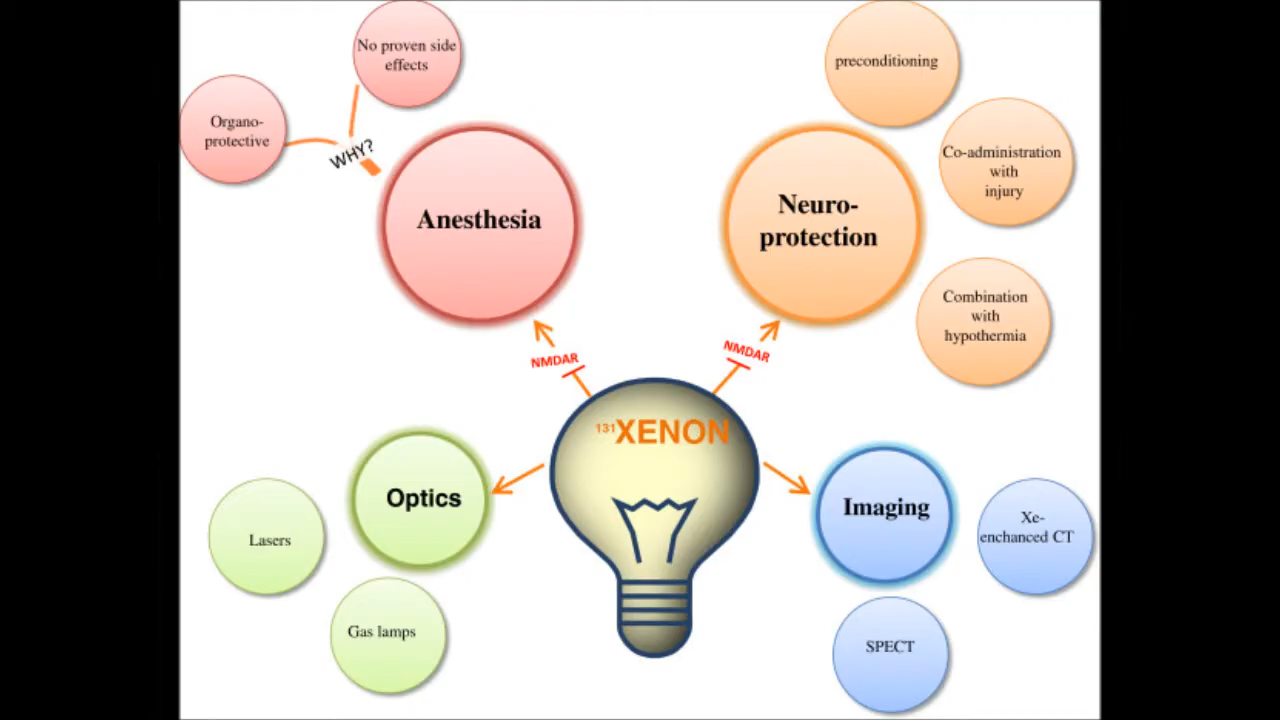 No proven side
effects
Organo-
protective
WHY?
Anesthesia
preconditioning
Neuro-
protection
Co-administration
with
injury
Combination
with
hypothermia
NMDAR
NMDAR
131XENON
Optics
Lasers
Gas lamps
Imaging
Xe-
enchanced CT
SPECT